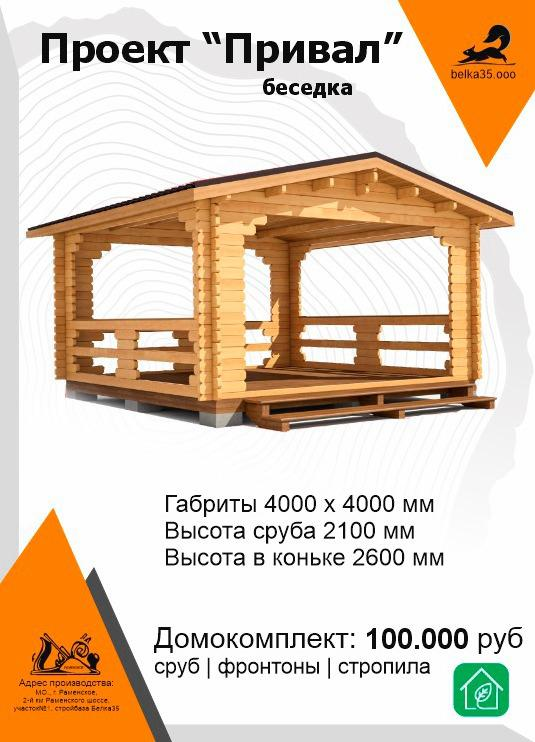 Проект “Привал”
беседка
belka35.ooo
Габриты 4000 х 4000 мм
Высота сруба 2100 мм
Высота в коньке 2600 мм
Домокомплект: 100.000 руб
сруб | фронтоны | стропила
Адрес производства:
МО., г. Раменское,
2-й км Раменского шоссе,
участок№1, стройбаза Белка35